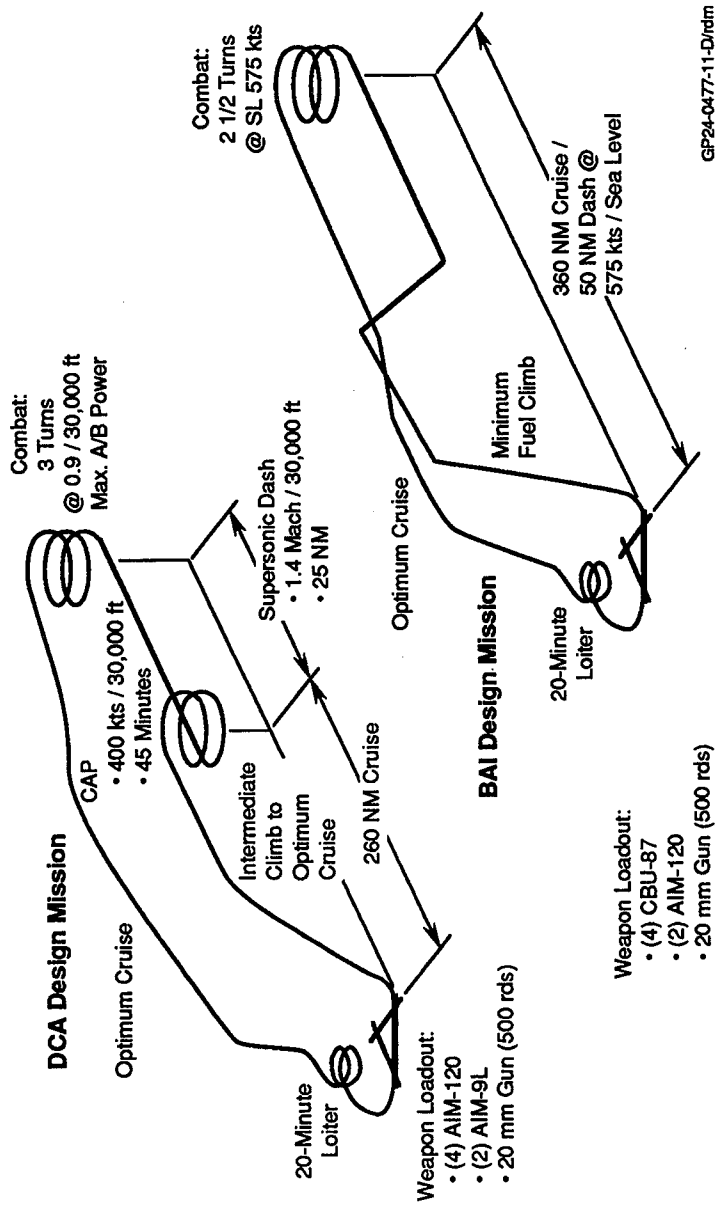 DCA Design Mission
Combat:
3 Turns
@ 0.9 / 30,000 ft
Max. A/B Power
Optimum Cruise
CAP
• 400 kts / 30,000 ft
• 45 Minutes
Supersonic Dash
• 1.4 Mach / 30,000 ft
• 25 NM
Intermediate
Climb to
Optimum
Cruise
260 NM Cruise
20-Minute
Loiter
Weapon Loadout:
• (4) AIM-120
• (2) AIM-9L
• 20 mm Gun (500 rds)
BAI Design Mission
Combat:
2 1/2 Turns
@ SL 575 kts
Optimum Cruise
Minimum
Fuel Climb
360 NM Cruise /
50 NM Dash @
575 kts / Sea Level
20-Minute
Loiter
Weapon Loadout:
• (4) CBU-87
• (2) AIM-120
• 20 mm Gun (500 rds)
GP24-0477-11-D/rdm